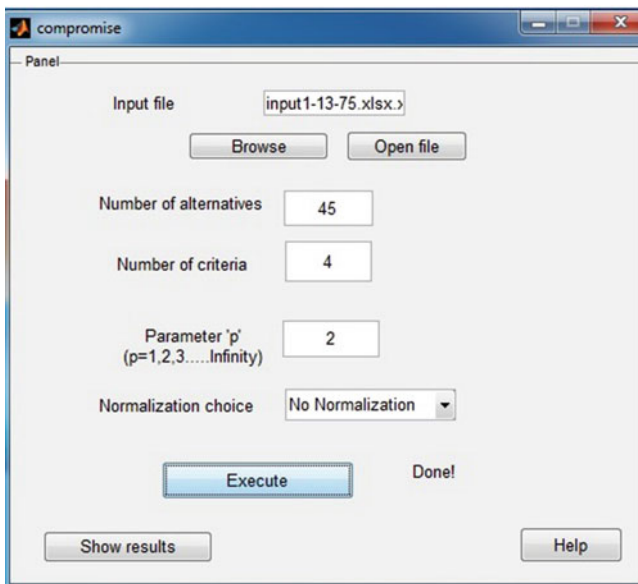 compromise
Panel
Input file input1-13-75.xlsx.x
Browse Open file
Number of alternatives 45
Number of criteria 4
Parameter 'p' 2
(p=1,2,3.....Infinity)
Normalization choice No Normalization
Execute Done!
Show results Help